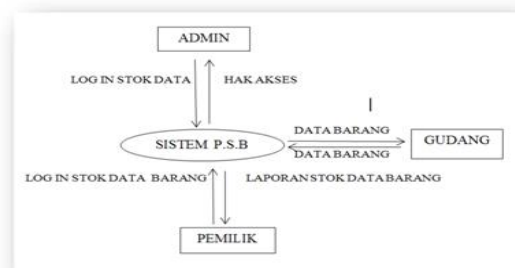 ADMIN
LOG IN STOK DATA
HAK AKSES
DATA BARANG
GUDANG
SISTEM P.S.B
DATA BARANG
LOG IN STOK DATA BARANG
LAPORAN STOK DATA BARANG
PEMILIK